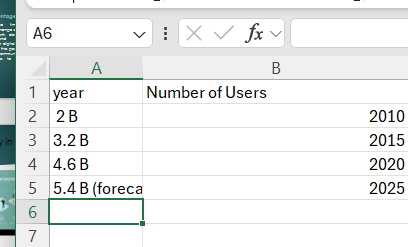 A6
fx
A B
1 year Number of Users
2 2 B 2010
3 3.2 B 2015
4 4.6 B 2020
5 5.4 B (foreca 2025
6
7